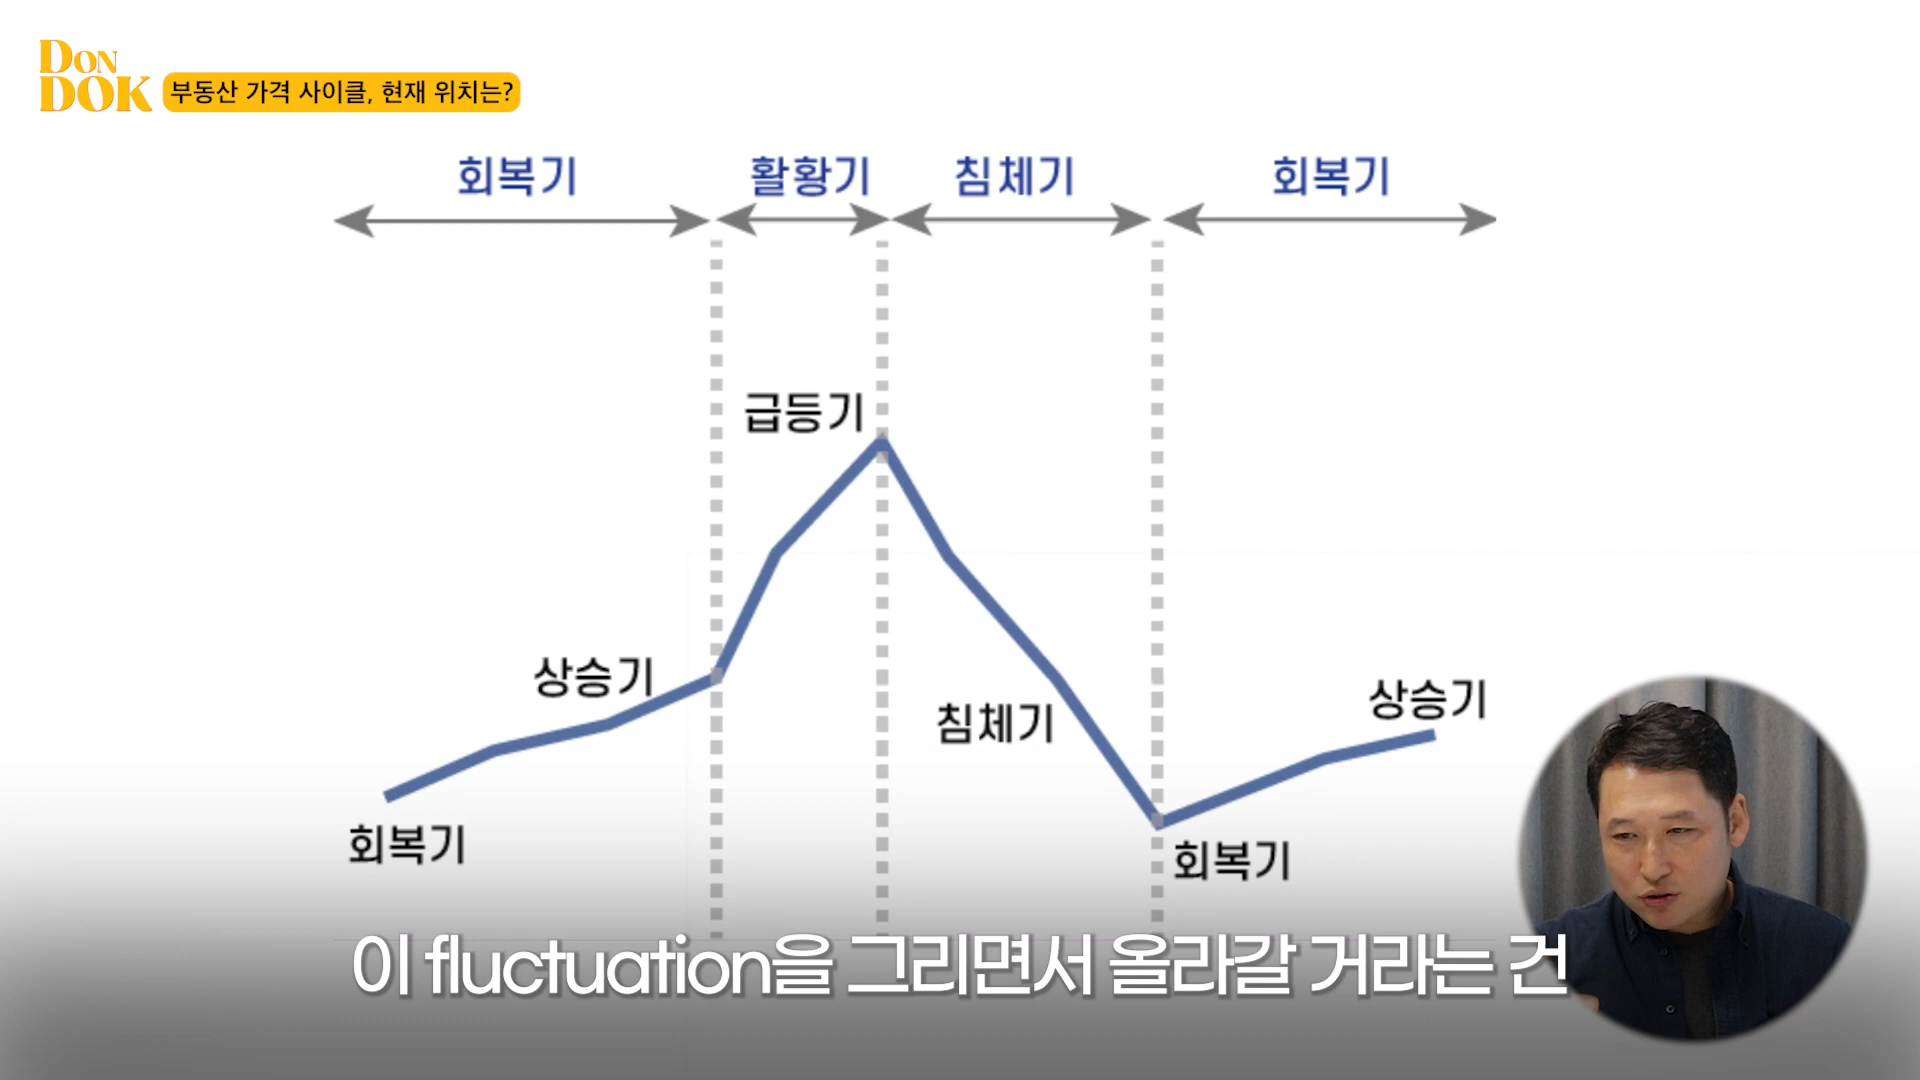 DON
DOK
부동산 가격 사이클, 현재 위치는?
회복기
활황기
침체기
회복기
급등기
상승기
침체기
상승기
회복기
회복기
이 fluctuation을 그리면서 올라갈 거라는 건